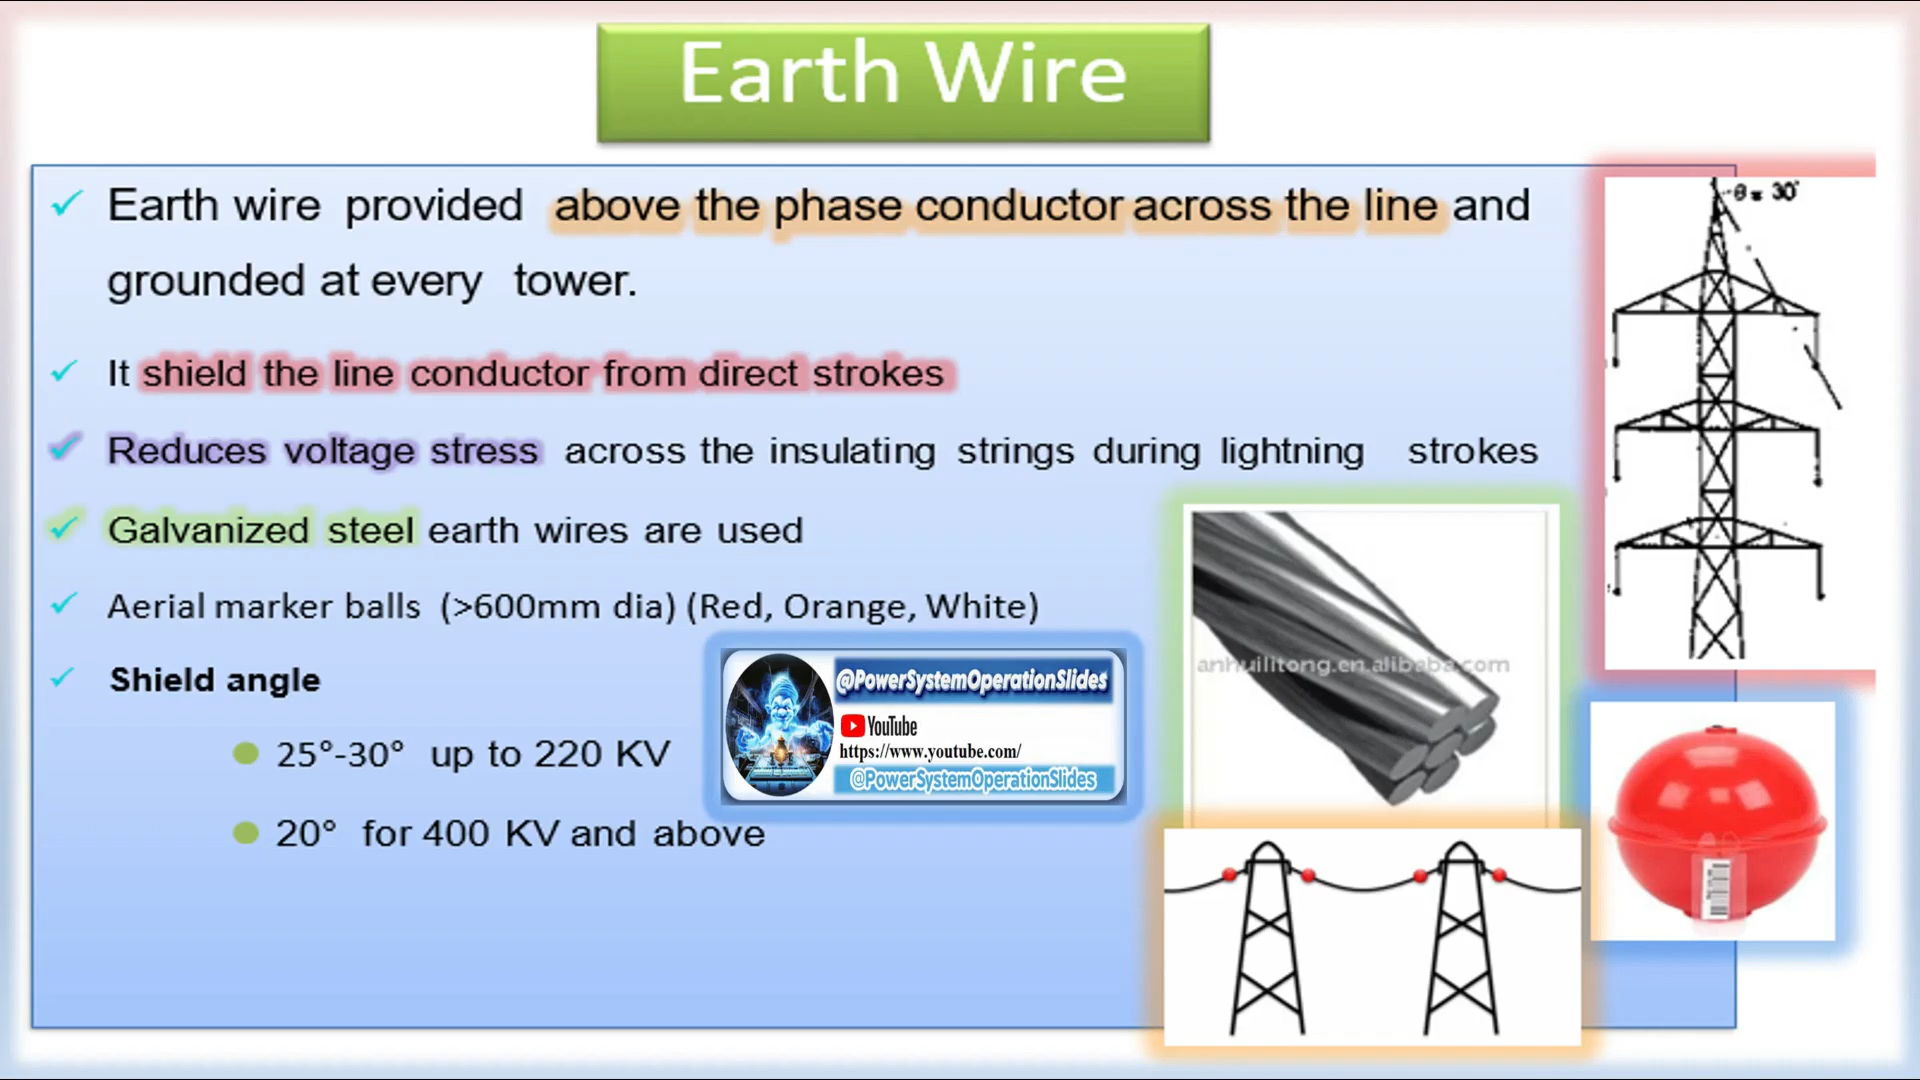 Earth Wire
Earth wire provided above the phase conductor across the line and
grounded at every tower.
It shield the line conductor from direct strokes
Reduces voltage stress across the insulating strings during lightning strokes
Galvanized steel earth wires are used
Aerial marker balls (>600mm dia) (Red, Orange, White)
Shield angle
25°-30° up to 220 KV
20° for 400 KV and above
@PowerSystemOperationSlides
YouTube
https://www.youtube.com/
@PowerSystemOperationSlides
anhuilitong.en.alibaba.com
θ = 30°